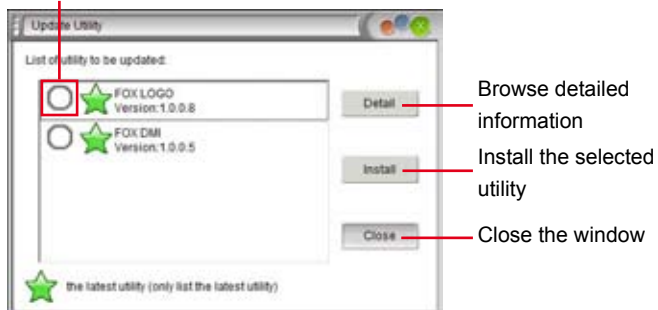 Update Utility
List of utility to be updated:
FOX LOGO
Version:1.0.0.8
FOX DMI
Version:1.0.0.5
Detail
Install
Close
the latest utility (only list the latest utility)
Browse detailed
information
Install the selected
utility
Close the window